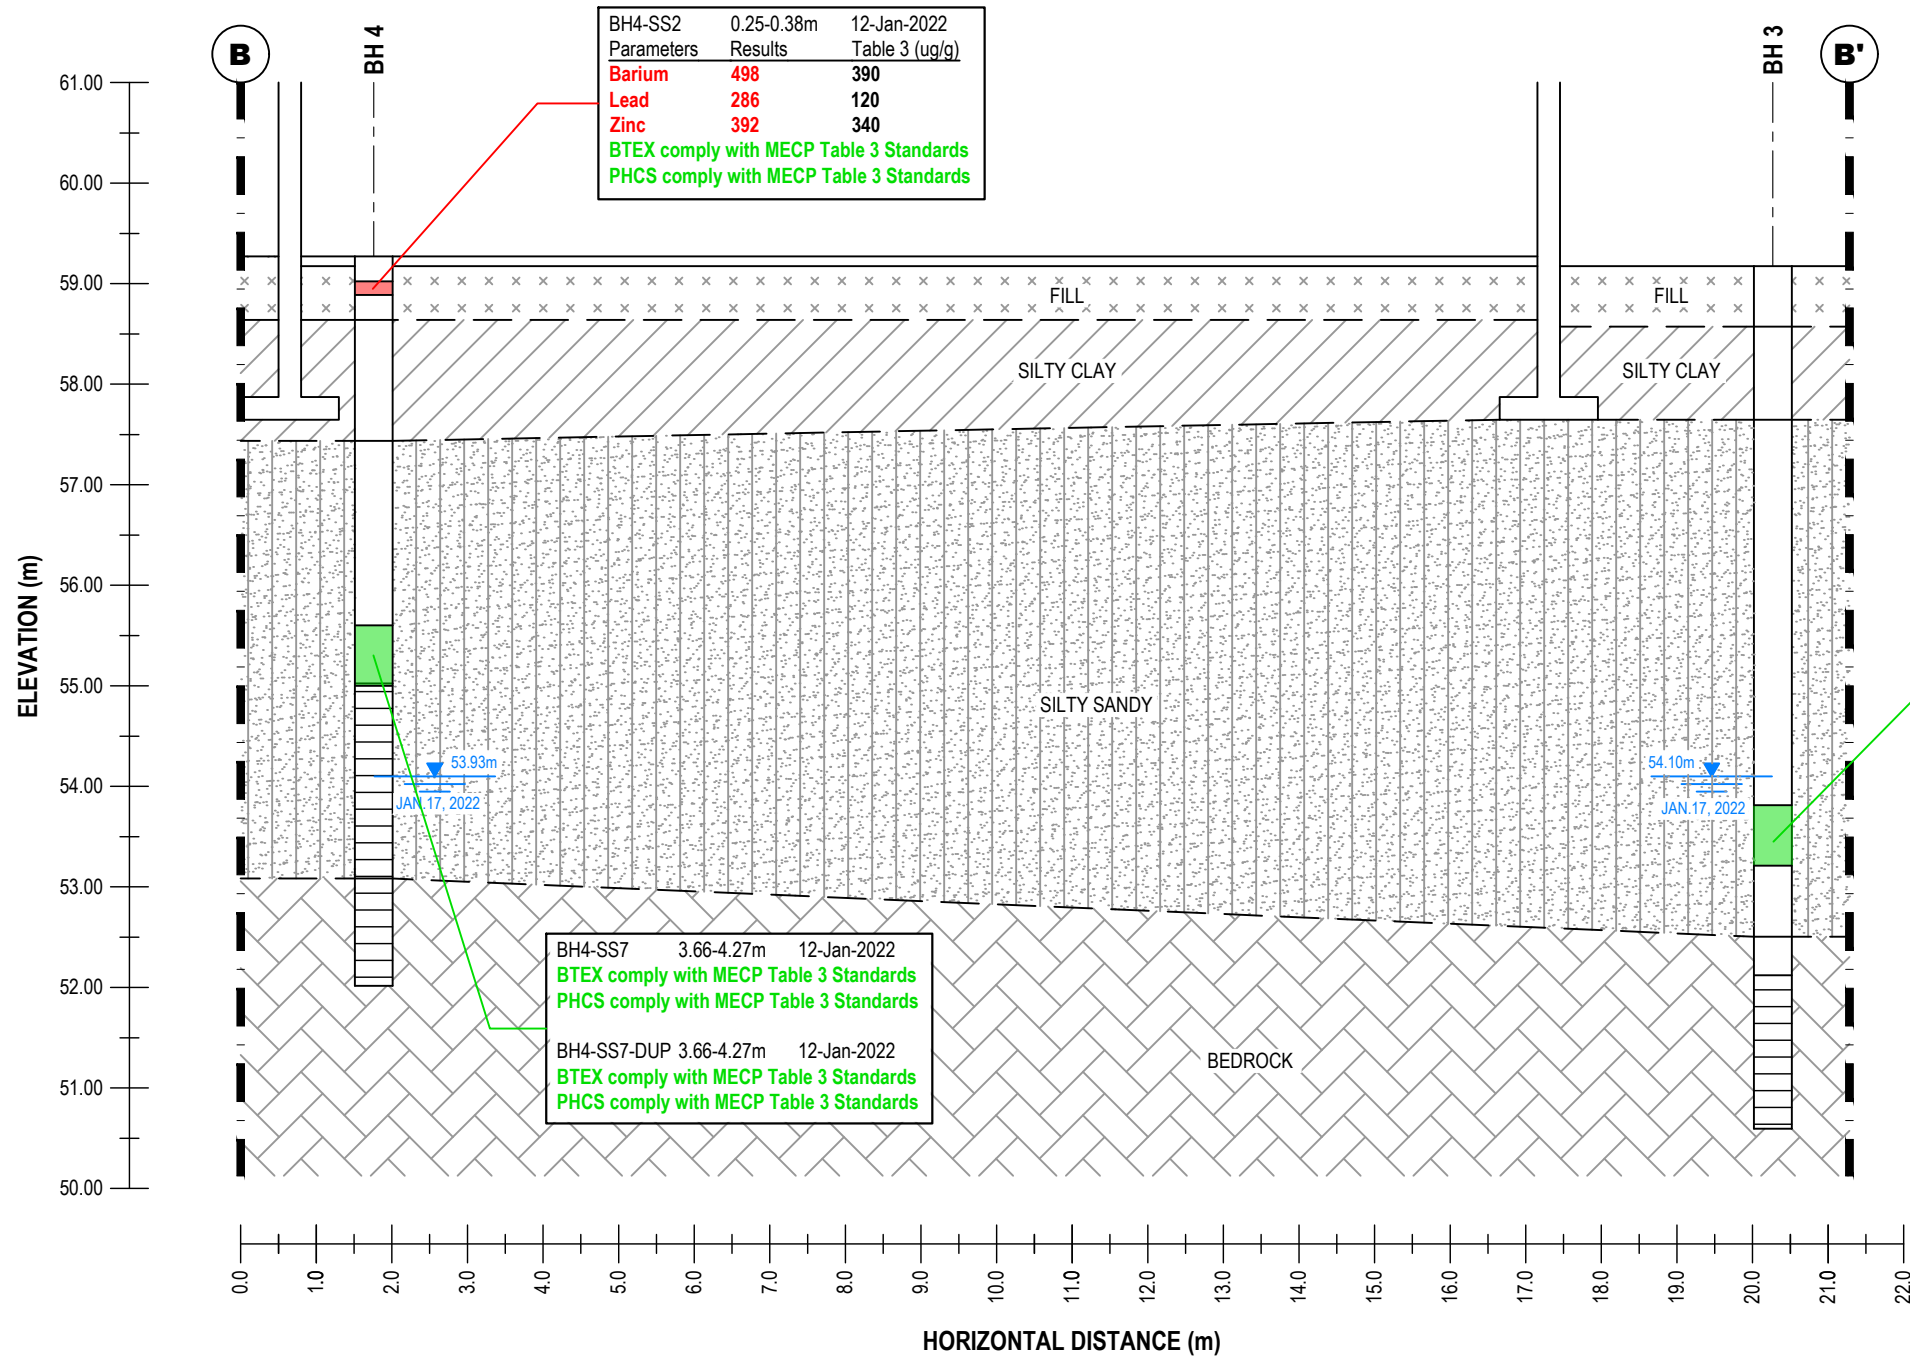 B
BH 4
BH4-SS2 0.25-0.38m 12-Jan-2022
Parameters Results Table 3 (ug/g)
Barium 498 390
Lead 286 120
Zinc 392 340
BTEX comply with MECP Table 3 Standards
PHCS comply with MECP Table 3 Standards
BH 3
B'
61.00
60.00
59.00
58.00
57.00
56.00
55.00
54.00
53.00
52.00
51.00
50.00
ELEVATION (m)
FILL
FILL
SILTY CLAY
SILTY CLAY
SILTY SANDY
53.93m
JAN.17, 2022
54.10m
JAN.17, 2022
BH4-SS7 3.66-4.27m 12-Jan-2022
BTEX comply with MECP Table 3 Standards
PHCS comply with MECP Table 3 Standards
BH4-SS7-DUP 3.66-4.27m 12-Jan-2022
BTEX comply with MECP Table 3 Standards
PHCS comply with MECP Table 3 Standards
BEDROCK
0.0 1.0 2.0 3.0 4.0 5.0 6.0 7.0 8.0 9.0 10.0 11.0 12.0 13.0 14.0 15.0 16.0 17.0 18.0 19.0 20.0 21.0 22.0
HORIZONTAL DISTANCE (m)